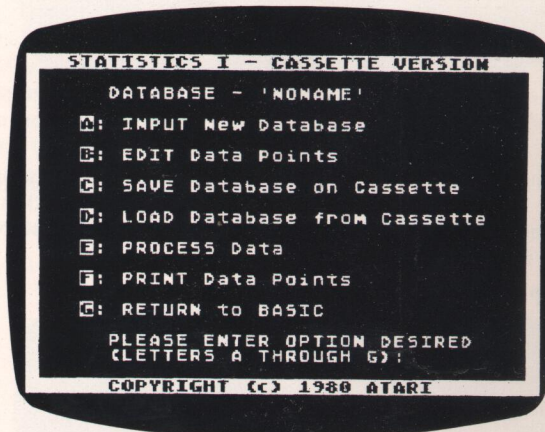 STATISTICS I - CASSETTE VERSION
DATABASE - 'NONAME'
A: INPUT New Database
B: EDIT Data Points
C: SAVE Database on Cassette
D: LOAD Database from Cassette
E: PROCESS Data
F: PRINT Data Points
G: RETURN to BASIC
PLEASE ENTER OPTION DESIRED
(LETTERS A THROUGH G):
COPYRIGHT (c) 1980 ATARI